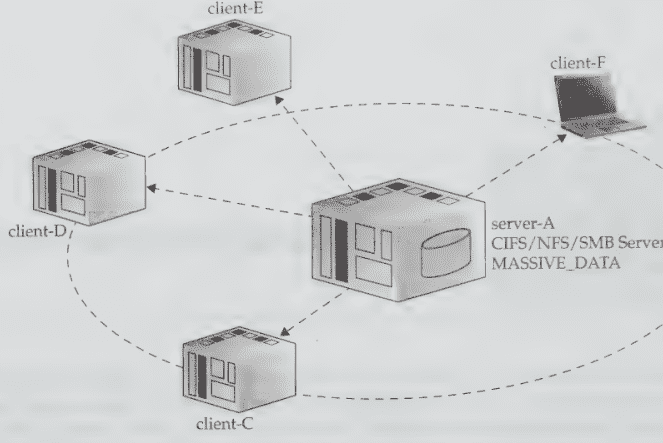 client-E
client-F
client-D
server-A
CIFS/NFS/SMB Server
MASSIVE_DATA
client-C